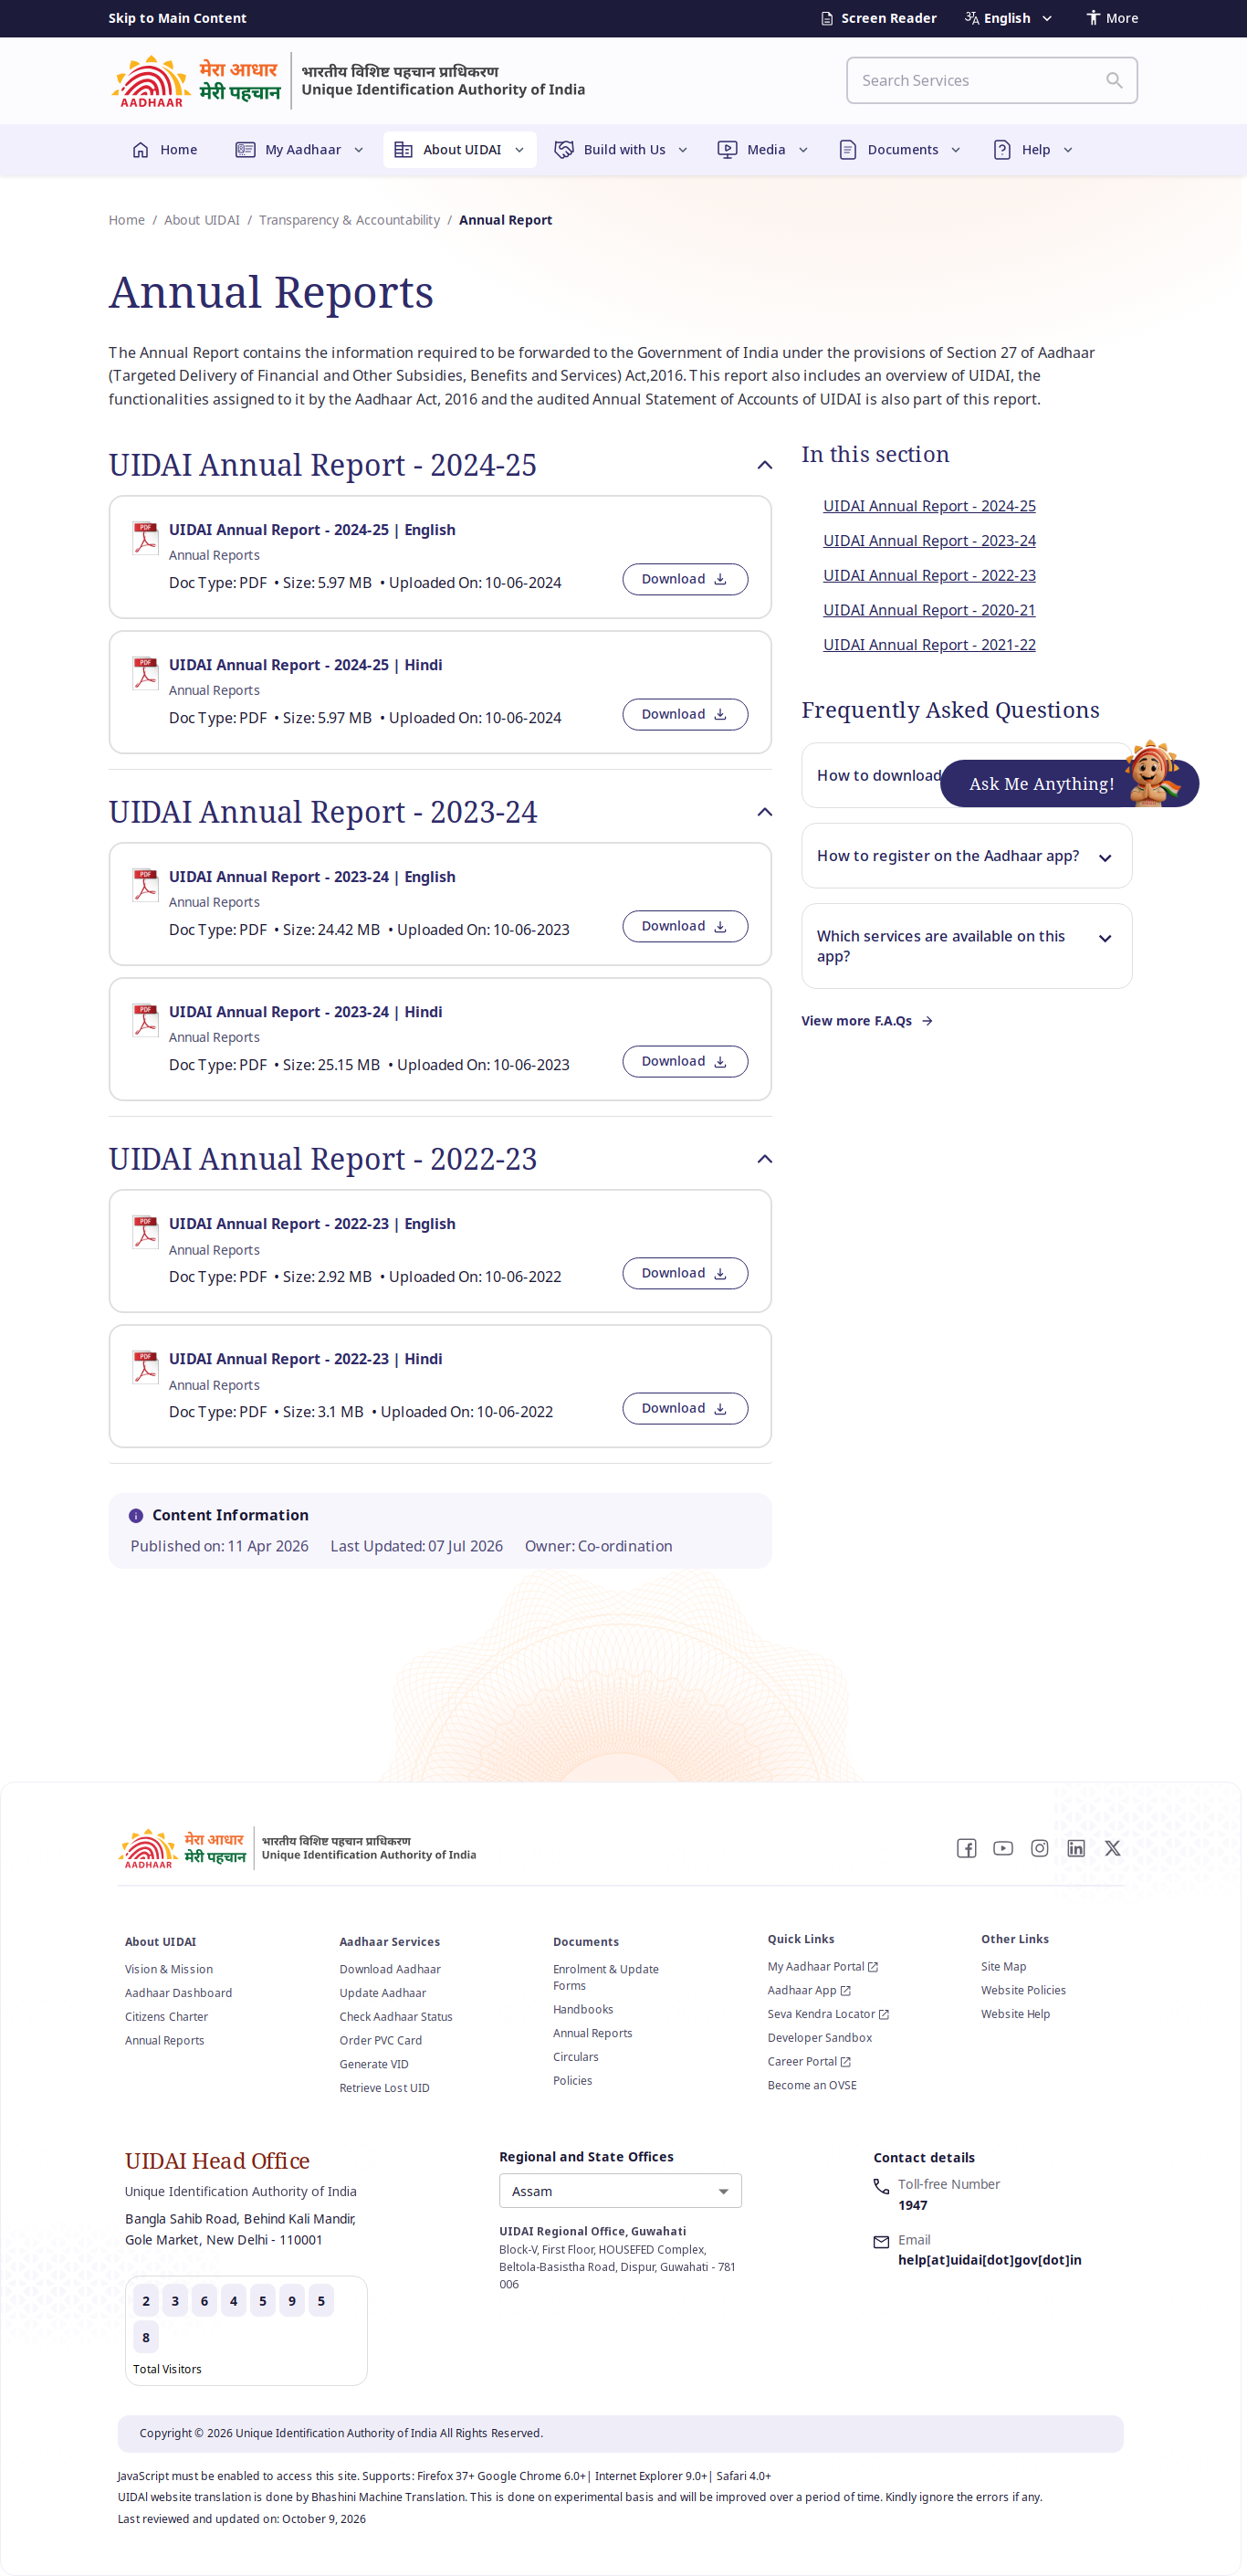 Skip to Main Content
Screen Reader
English
More
AADHAAR
मेरा आधार
मेरी पहचान
भारतीय विशिष्ट पहचान प्राधिकरण
Unique Identification Authority of India
Search Services
Home
My Aadhaar
About UIDAI
Build with Us
Media
Documents
Help
Home / About UIDAI / Transparency & Accountability / Annual Report
Annual Reports
The Annual Report contains the information required to be forwarded to the Government of India under the provisions of Section 27 of Aadhaar
(Targeted Delivery of Financial and Other Subsidies, Benefits and Services) Act,2016. This report also includes an overview of UIDAI, the
functionalities assigned to it by the Aadhaar Act, 2016 and the audited Annual Statement of Accounts of UIDAI is also part of this report.
UIDAI Annual Report - 2024-25
PDF
UIDAI Annual Report - 2024-25 | English
Annual Reports
Doc Type: PDF • Size: 5.97 MB • Uploaded On: 10-06-2024
Download
PDF
UIDAI Annual Report - 2024-25 | Hindi
Annual Reports
Doc Type: PDF • Size: 5.97 MB • Uploaded On: 10-06-2024
Download
UIDAI Annual Report - 2023-24
PDF
UIDAI Annual Report - 2023-24 | English
Annual Reports
Doc Type: PDF • Size: 24.42 MB • Uploaded On: 10-06-2023
Download
PDF
UIDAI Annual Report - 2023-24 | Hindi
Annual Reports
Doc Type: PDF • Size: 25.15 MB • Uploaded On: 10-06-2023
Download
UIDAI Annual Report - 2022-23
PDF
UIDAI Annual Report - 2022-23 | English
Annual Reports
Doc Type: PDF • Size: 2.92 MB • Uploaded On: 10-06-2022
Download
PDF
UIDAI Annual Report - 2022-23 | Hindi
Annual Reports
Doc Type: PDF • Size: 3.1 MB • Uploaded On: 10-06-2022
Download
Content Information
Published on: 11 Apr 2026
Last Updated: 07 Jul 2026
Owner: Co-ordination
In this section
UIDAI Annual Report - 2024-25
UIDAI Annual Report - 2023-24
UIDAI Annual Report - 2022-23
UIDAI Annual Report - 2020-21
UIDAI Annual Report - 2021-22
Frequently Asked Questions
How to download
Ask Me Anything!
How to register on the Aadhaar app?
Which services are available on this
app?
View more F.A.Qs
AADHAAR
मेरा आधार
मेरी पहचान
भारतीय विशिष्ट पहचान प्राधिकरण
Unique Identification Authority of India
About UIDAI
Vision & Mission
Aadhaar Dashboard
Citizens Charter
Annual Reports
Aadhaar Services
Download Aadhaar
Update Aadhaar
Check Aadhaar Status
Order PVC Card
Generate VID
Retrieve Lost UID
Documents
Enrolment & Update
Forms
Handbooks
Annual Reports
Circulars
Policies
Quick Links
My Aadhaar Portal
Aadhaar App
Seva Kendra Locator
Developer Sandbox
Career Portal
Become an OVSE
Other Links
Site Map
Website Policies
Website Help
UIDAI Head Office
Unique Identification Authority of India
Bangla Sahib Road, Behind Kali Mandir,
Gole Market, New Delhi - 110001
2 3 6 4 5 9 5
8
Total Visitors
Regional and State Offices
Assam
UIDAI Regional Office, Guwahati
Block-V, First Floor, HOUSEFED Complex,
Beltola-Basistha Road, Dispur, Guwahati - 781
006
Contact details
Toll-free Number
1947
Email
help[at]uidai[dot]gov[dot]in
Copyright © 2026 Unique Identification Authority of India All Rights Reserved.
JavaScript must be enabled to access this site. Supports: Firefox 37+ Google Chrome 6.0+| Internet Explorer 9.0+| Safari 4.0+
UIDAI website translation is done by Bhashini Machine Translation. This is done on experimental basis and will be improved over a period of time. Kindly ignore the errors if any.
Last reviewed and updated on: October 9, 2026